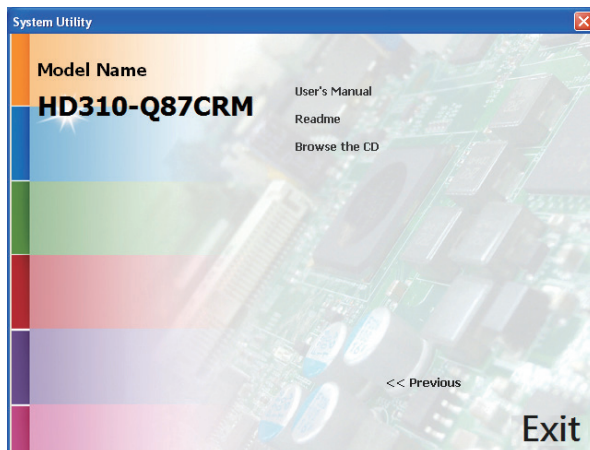 System Utility
Model Name
HD310-Q87CRM
User's Manual
Readme
Browse the CD
<< Previous
Exit